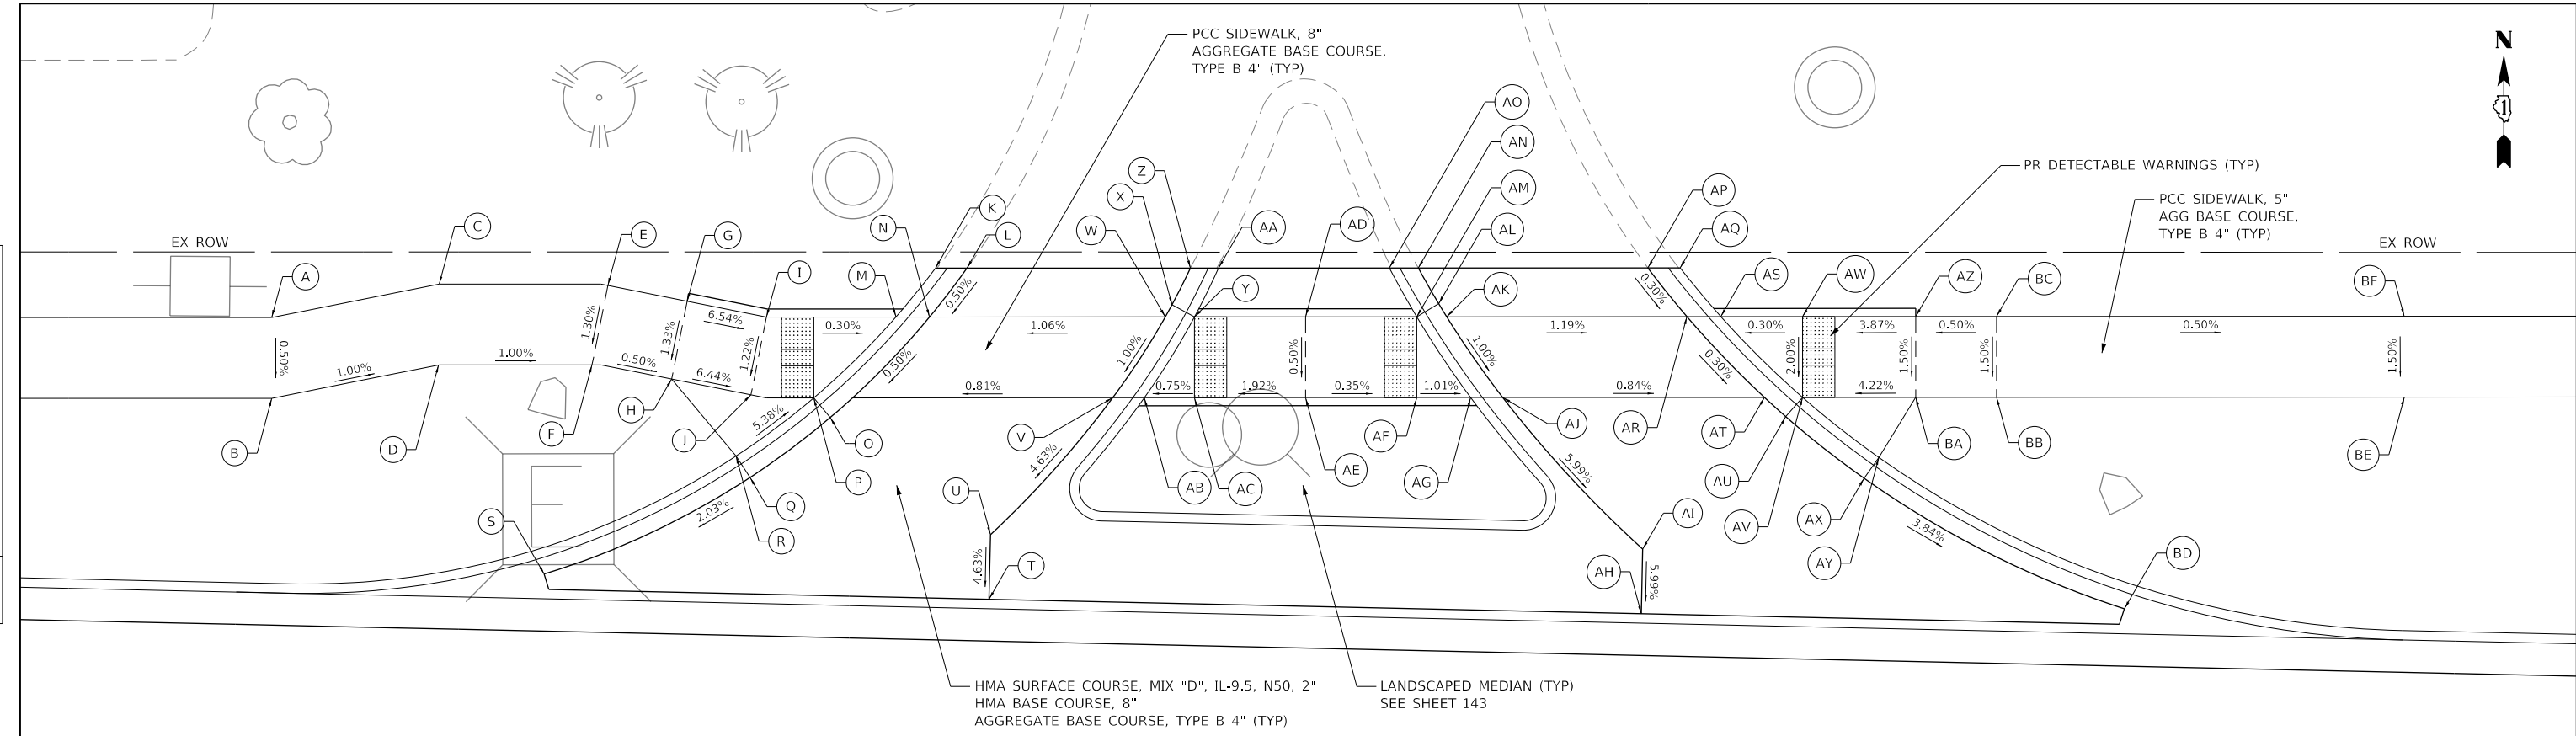 PCC SIDEWALK, 8"
AGGREGATE BASE COURSE,
TYPE B 4" (TYP)
N
1
AO
AN
Z
AM
PR DETECTABLE WARNINGS (TYP)
X
AP
PCC SIDEWALK, 5"
AGG BASE COURSE,
TYPE B 4" (TYP)
K
C
E
G
N
L
W
AA
AD
AL
AQ
EX ROW
EX ROW
A
I
M
Y
AK
AS
AW
AZ
BC
BF
0.50%
0.30%
1.30%
1.33%
6.54%
0.30%
1.06%
1.19%
0.30%
3.87%
0.50%
0.50%
0.50%
1.00%
1.00%
0.50%
1.22%
6.44%
0.50%
1.00%
0.50%
1.00%
0.30%
2.00%
1.50%
1.50%
1.50%
0.81%
0.75%
1.92%
0.35%
1.01%
0.84%
4.22%
H
5.38%
B
D
F
J
O
V
AF
AJ
AR
AT
BA
BB
BE
4.63%
5.99%
P
U
AB
AC
AE
AG
AU
S
2.03%
Q
R
AI
AV
AX
AY
3.84%
BD
4.63%
T
AH
5.99%
HMA SURFACE COURSE, MIX "D", IL-9.5, N50, 2"
HMA BASE COURSE, 8"
AGGREGATE BASE COURSE, TYPE B 4" (TYP)
LANDSCAPED MEDIAN (TYP)
SEE SHEET 143
E